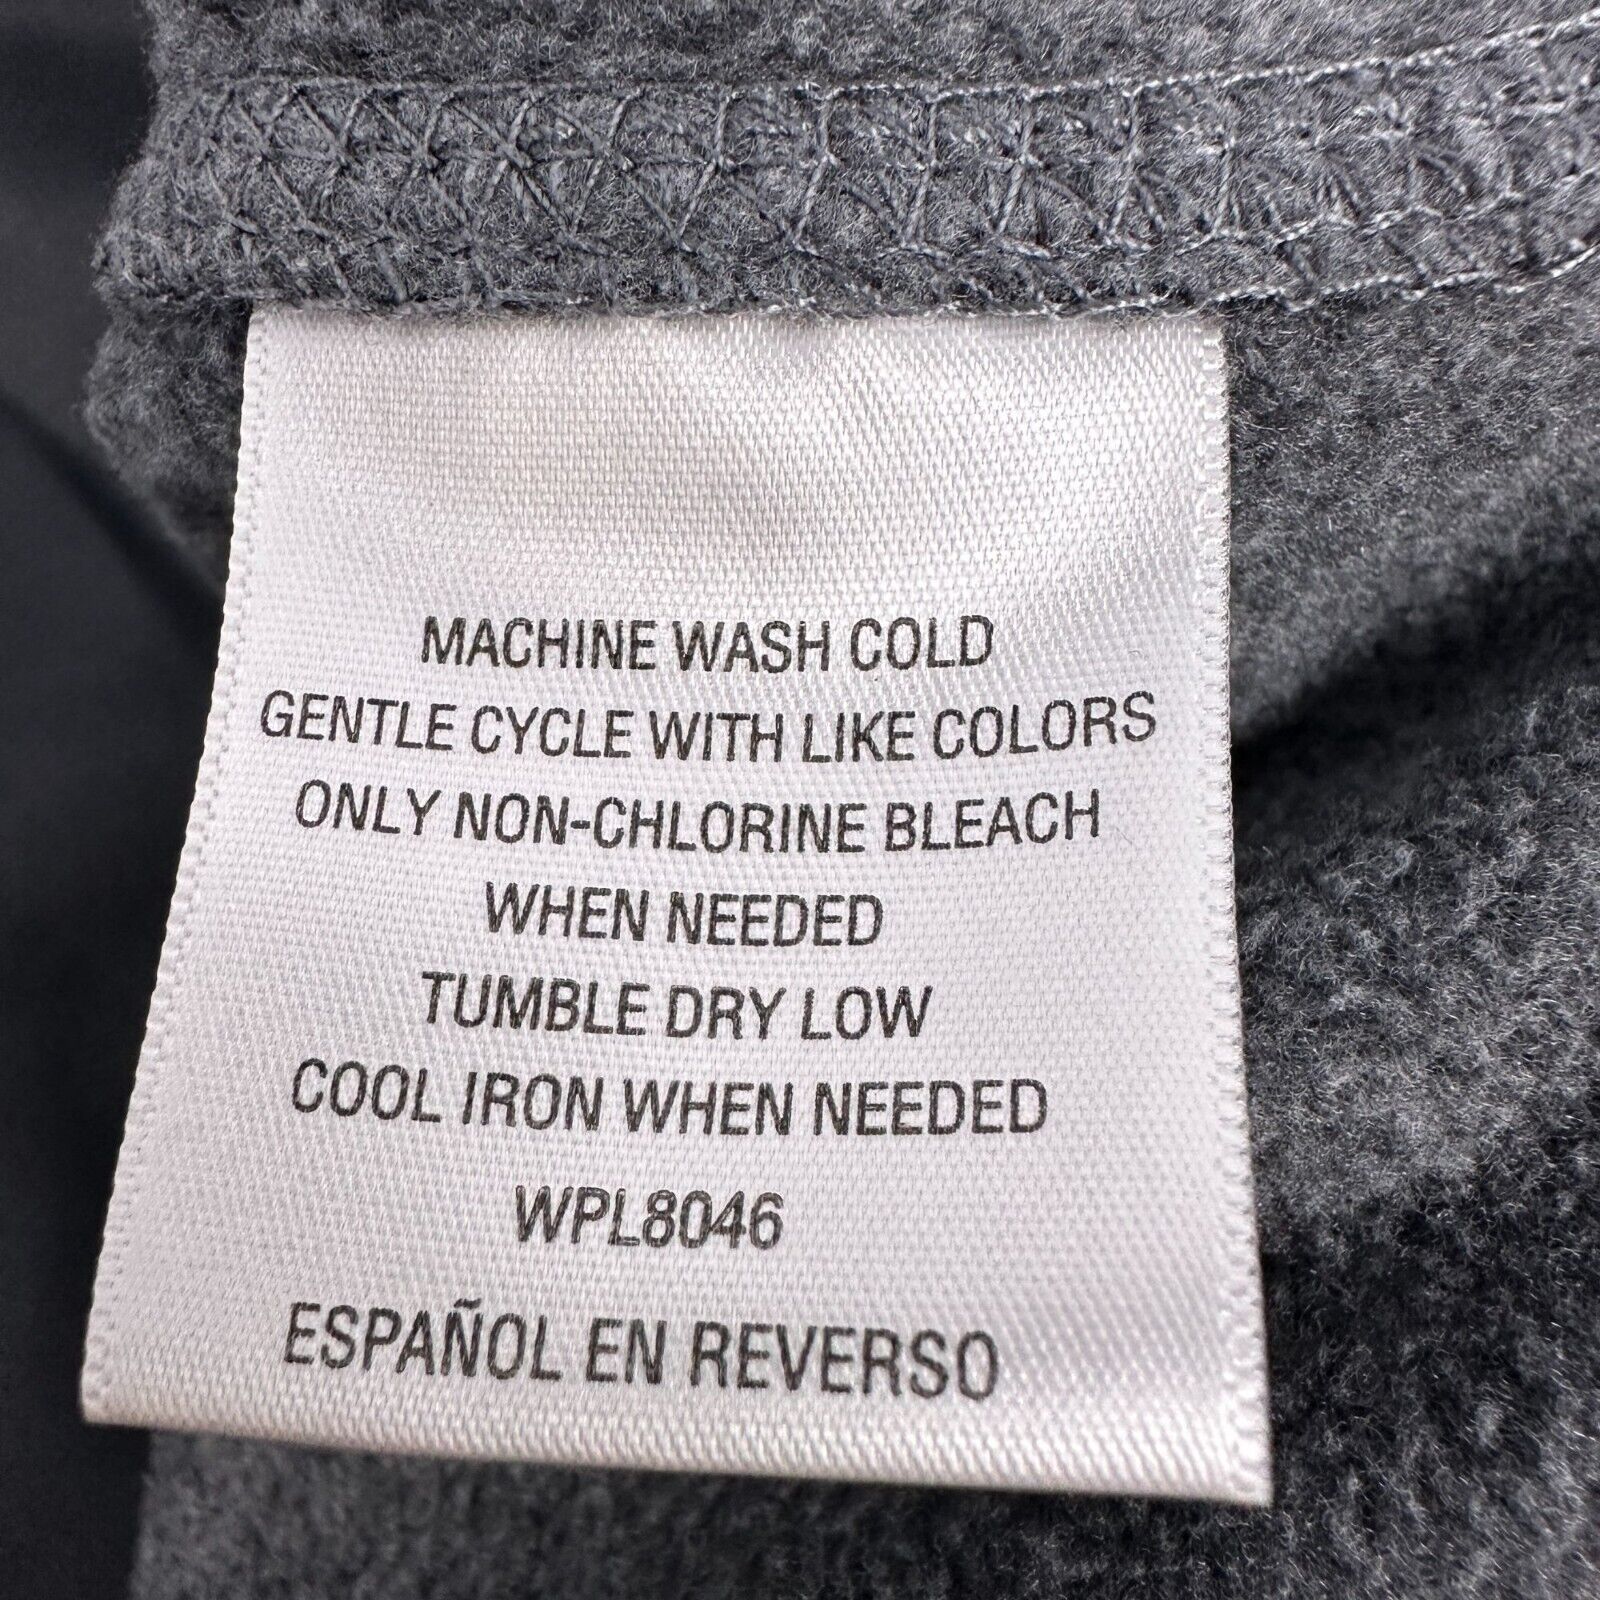 MACHINE WASH COLD
GENTLE CYCLE WITH LIKE COLORS
ONLY NON-CHLORINE BLEACH
WHEN NEEDED
TUMBLE DRY LOW
COOL IRON WHEN NEEDED
WPL8046
ESPAÑOL EN REVERSO